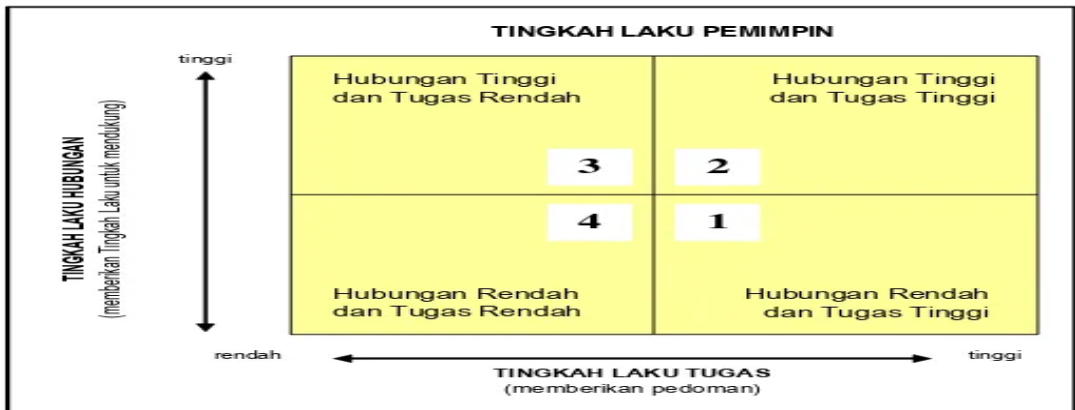 TINGKAH LAKU PEMIMPIN
tinggi
Hubungan Tinggi
dan Tugas Rendah
Hubungan Tinggi
dan Tugas Tinggi
TINGKAH LAKU HUBUNGAN
(memberikan Tingkah Laku untuk mendukung)
3
2
4
1
Hubungan Rendah
dan Tugas Rendah
Hubungan Rendah
dan Tugas Tinggi
rendah
tinggi
TINGKAH LAKU TUGAS
(memberikan pedoman)